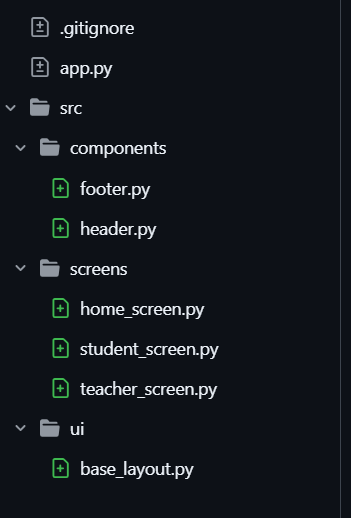 .gitignore
app.py
src
components
footer.py
header.py
screens
home_screen.py
student_screen.py
teacher_screen.py
ui
base_layout.py